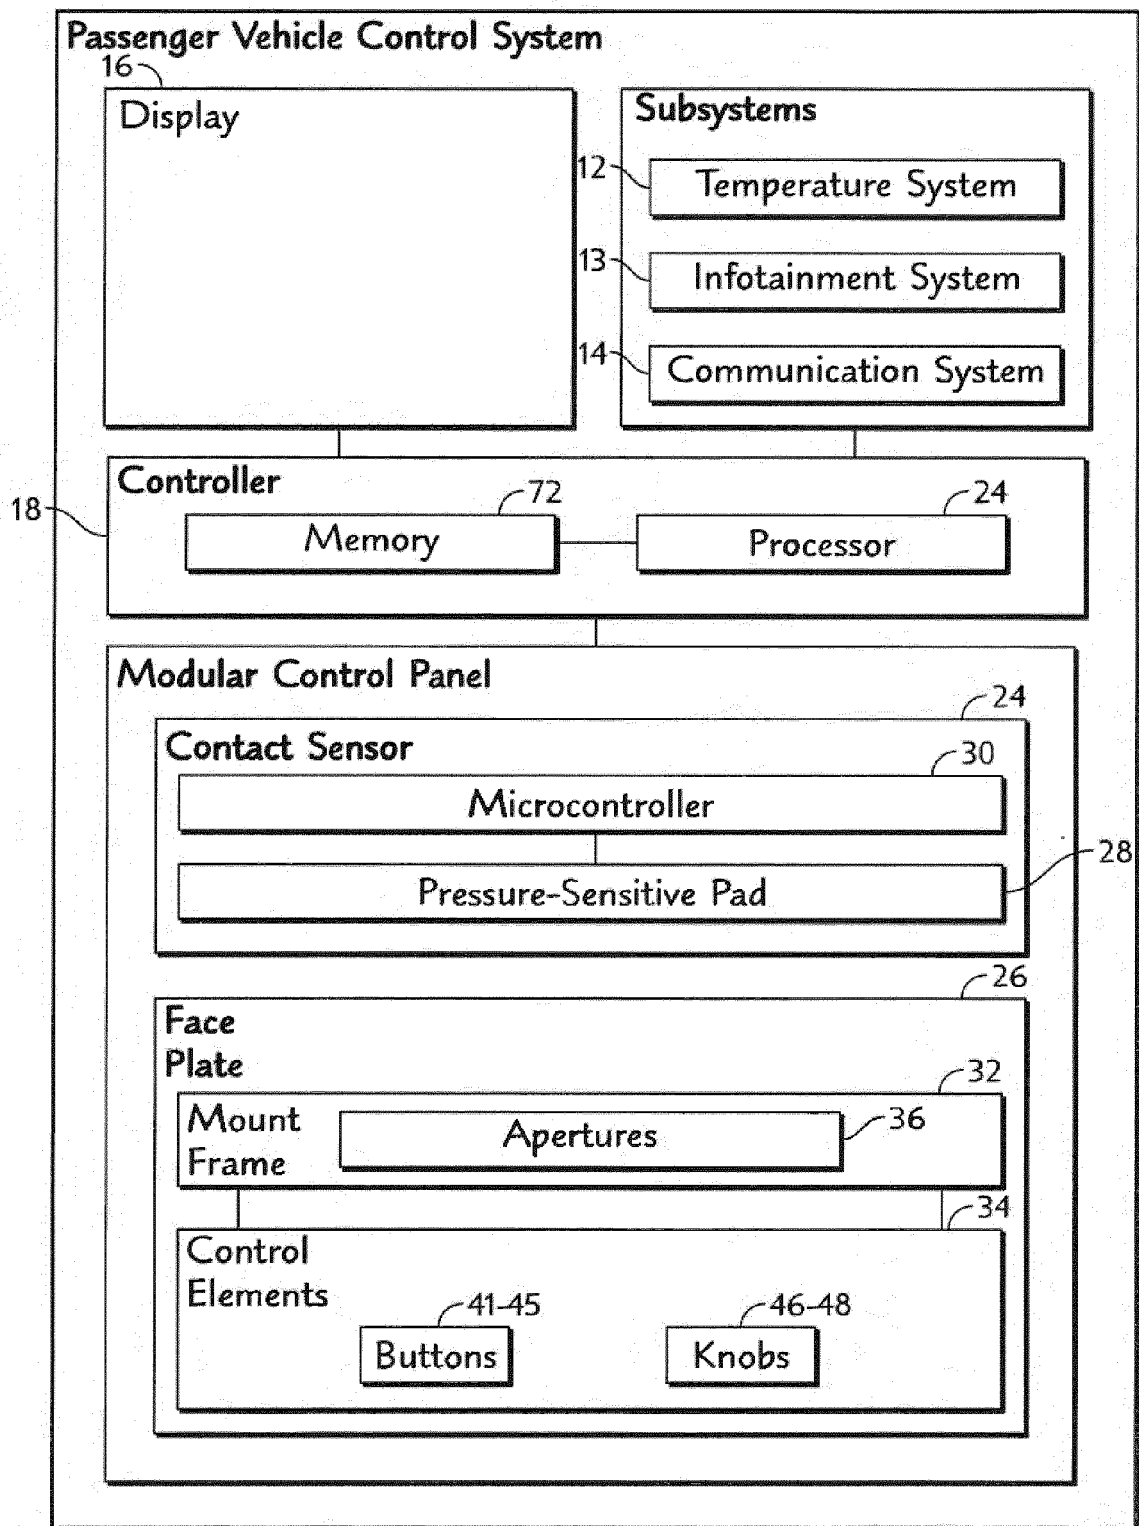 Passenger Vehicle Control System
16
Display
Subsystems
12
Temperature System
13
Infotainment System
14
Communication System
18
Controller
72
Memory
24
Processor
Modular Control Panel
24
Contact Sensor
30
Microcontroller
28
Pressure-Sensitive Pad
26
Face
Plate
32
Mount
Frame
Apertures
36
34
Control
Elements
41-45
Buttons
46-48
Knobs